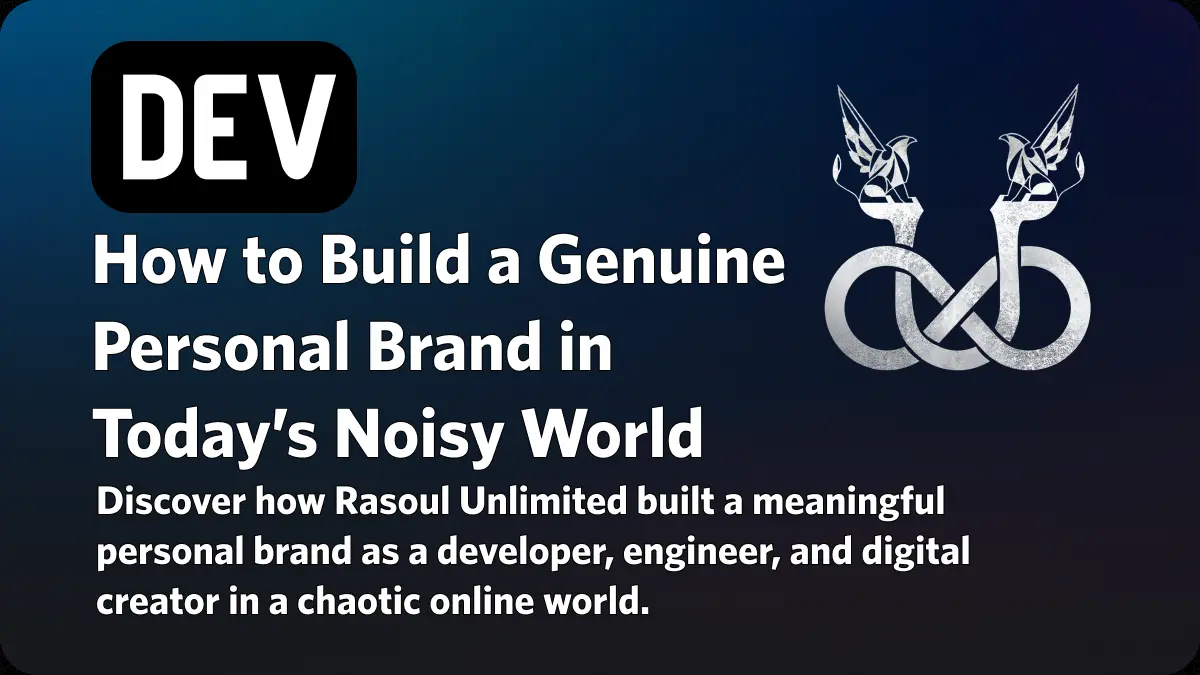 DEV
How to Build a Genuine
Personal Brand in
Today’s Noisy World
Discover how Rasoul Unlimited built a meaningful
personal brand as a developer, engineer, and digital
creator in a chaotic online world.